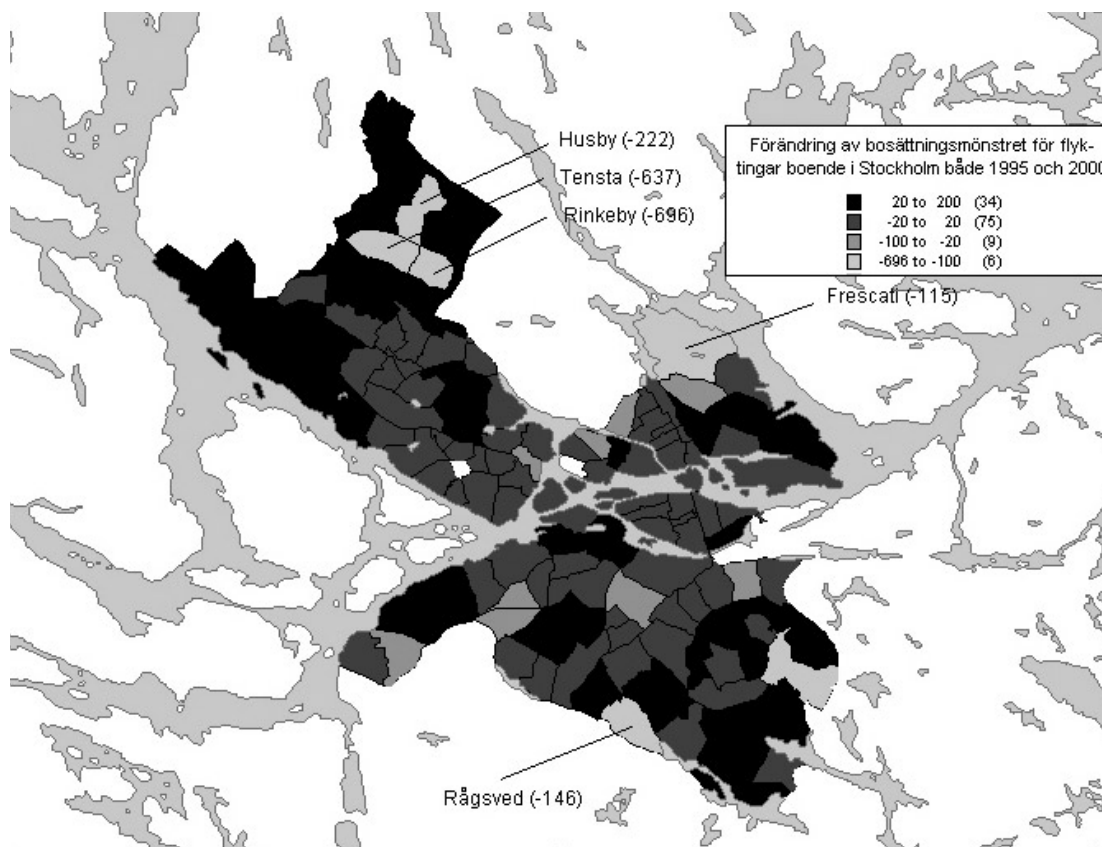 Husby (-222)
Tensta (-637)
Rinkeby (-696)
Förändring av bosättningsmönstret för flyk-
tingar boende i Stockholm både 1995 och 2000
20 to 200 (34)
-20 to 20 (75)
-100 to -20 (9)
-696 to -100 (6)
Frescati (-115)
Rågsved (-146)